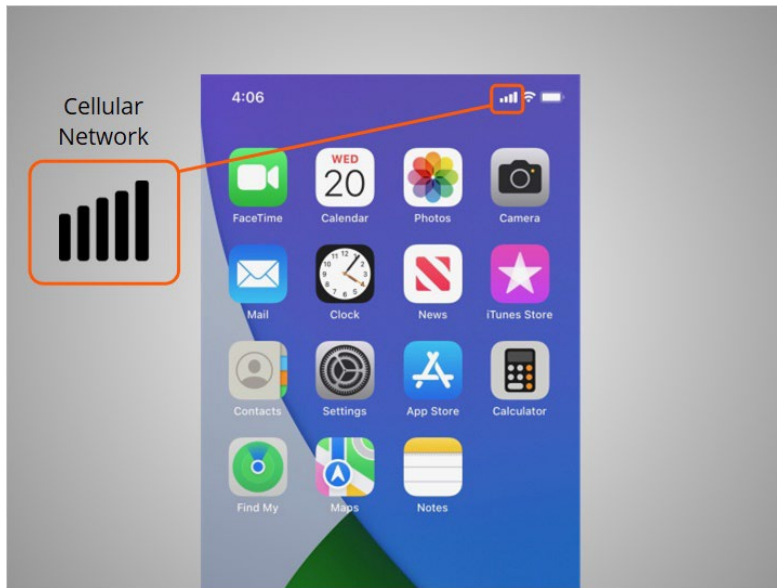 Cellular
Network
4:06
WED
20
FaceTime
Calendar
Photos
Camera
Mail
Clock
News
iTunes Store
Contacts
Settings
App Store
Calculator
Find My
Maps
Notes